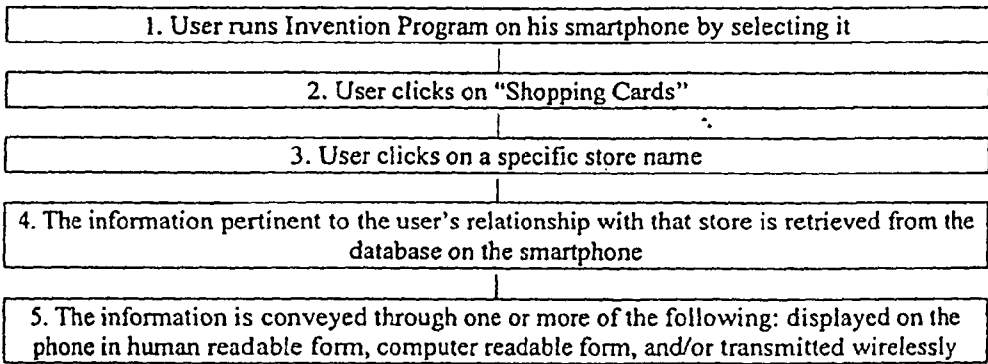 1. User runs Invention Program on his smartphone by selecting it
2. User clicks on "Shopping Cards"
3. User clicks on a specific store name
4. The information pertinent to the user's relationship with that store is retrieved from the
database on the smartphone
5. The information is conveyed through one or more of the following: displayed on the
phone in human readable form, computer readable form, and/or transmitted wirelessly